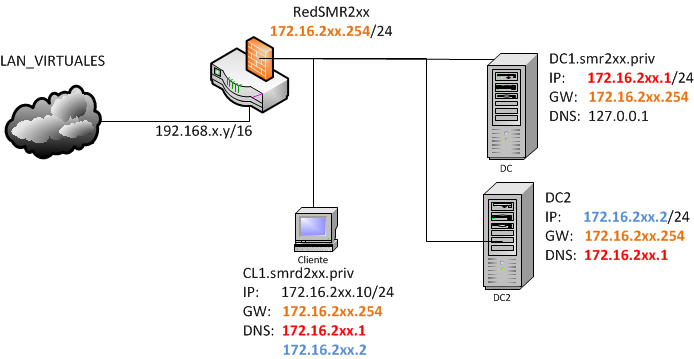 RedSMR2xx
172.16.2xx.254/24
LAN_VIRTUALES
192.168.x.y/16
DC1.smr2xx.priv
IP: 172.16.2xx.1/24
GW: 172.16.2xx.254
DNS: 127.0.0.1
DC
DC2
IP: 172.16.2xx.2/24
GW: 172.16.2xx.254
DNS: 172.16.2xx.1
DC2
Cliente
CL1.smrd2xx.priv
IP: 172.16.2xx.10/24
GW: 172.16.2xx.254
DNS: 172.16.2xx.1
172.16.2xx.2